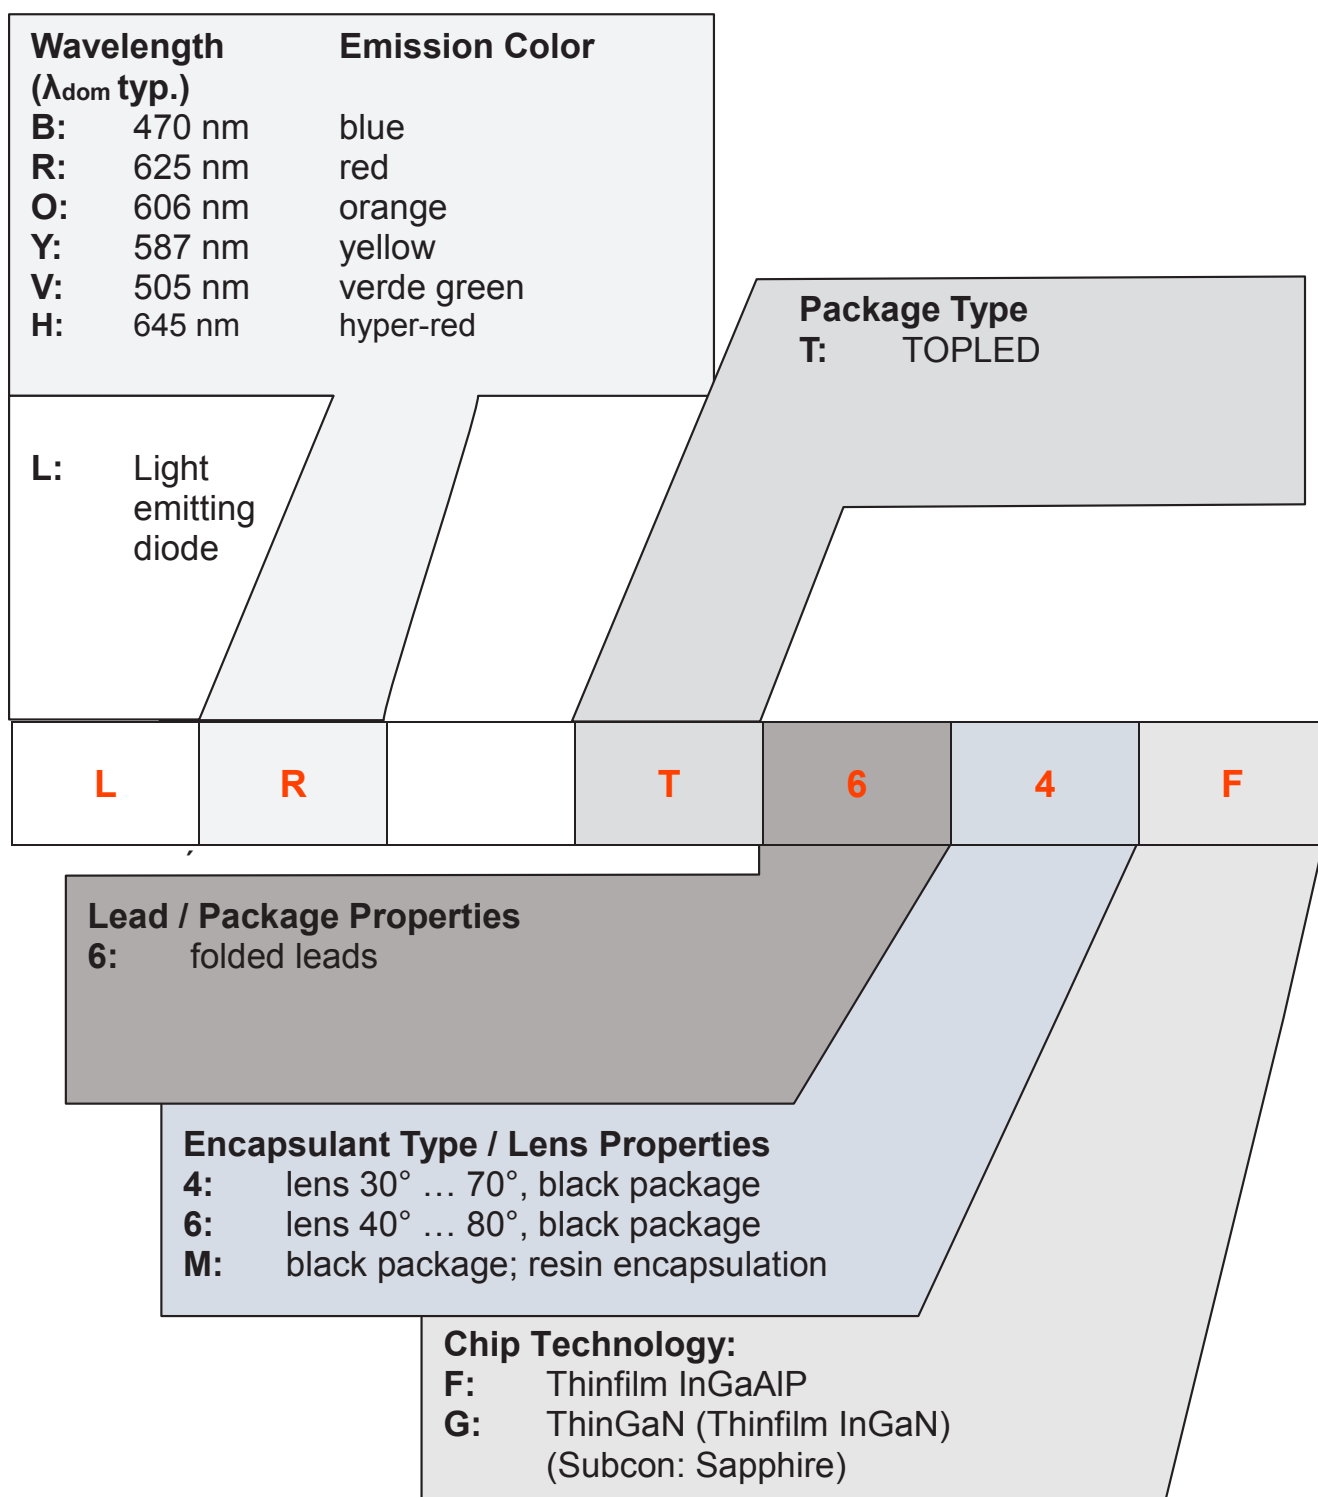 Wavelength Emission Color
(λdom typ.)
B: 470 nm blue
R: 625 nm red
O: 606 nm orange
Y: 587 nm yellow
V: 505 nm verde green
H: 645 nm hyper-red
Package Type
T: TOPLED
L: Light
emitting
diode
L R T 6 4 F
Lead / Package Properties
6: folded leads
Encapsulant Type / Lens Properties
4: lens 30° … 70°, black package
6: lens 40° … 80°, black package
M: black package; resin encapsulation
Chip Technology:
F: Thinfilm InGaAlP
G: ThinGaN (Thinfilm InGaN)
(Subcon: Sapphire)